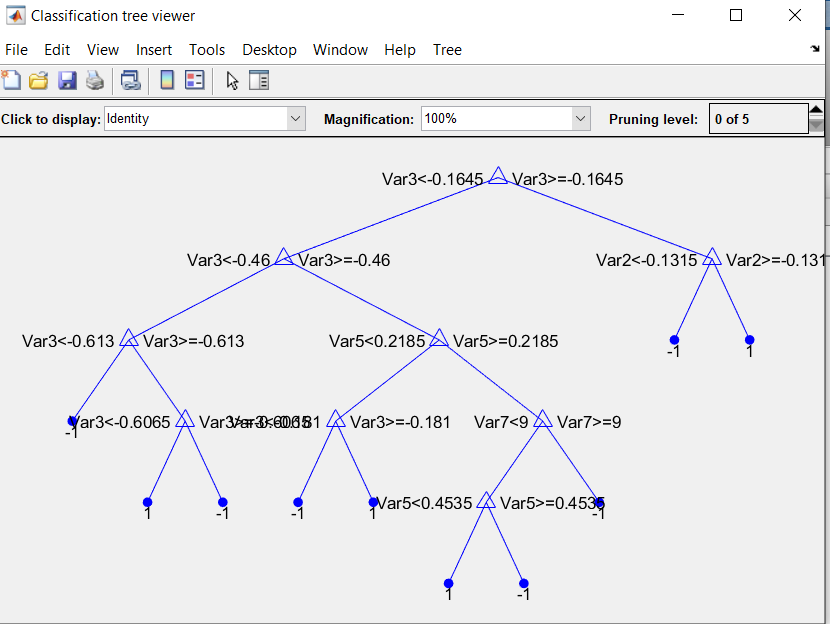 Classification tree viewer
File Edit View Insert Tools Desktop Window Help Tree
Click to display: Identity Magnification: 100% Pruning level: 0 of 5
Var3<-0.1645 Var3>=-0.1645
Var3<-0.46 Var3>=-0.46 Var2<-0.1315 Var2>=-0.131
Var3<-0.613 Var3>=-0.613 Var5<0.2185 Var5>=0.2185 -1 1
-1 Var3<-0.6065 Var3>=-0.6065 Var3<-0.181 Var3>=-0.181 Var7<9 Var7>=9
1 -1 -1 1 Var5<0.4535 Var5>=0.4535 -1
1 -1